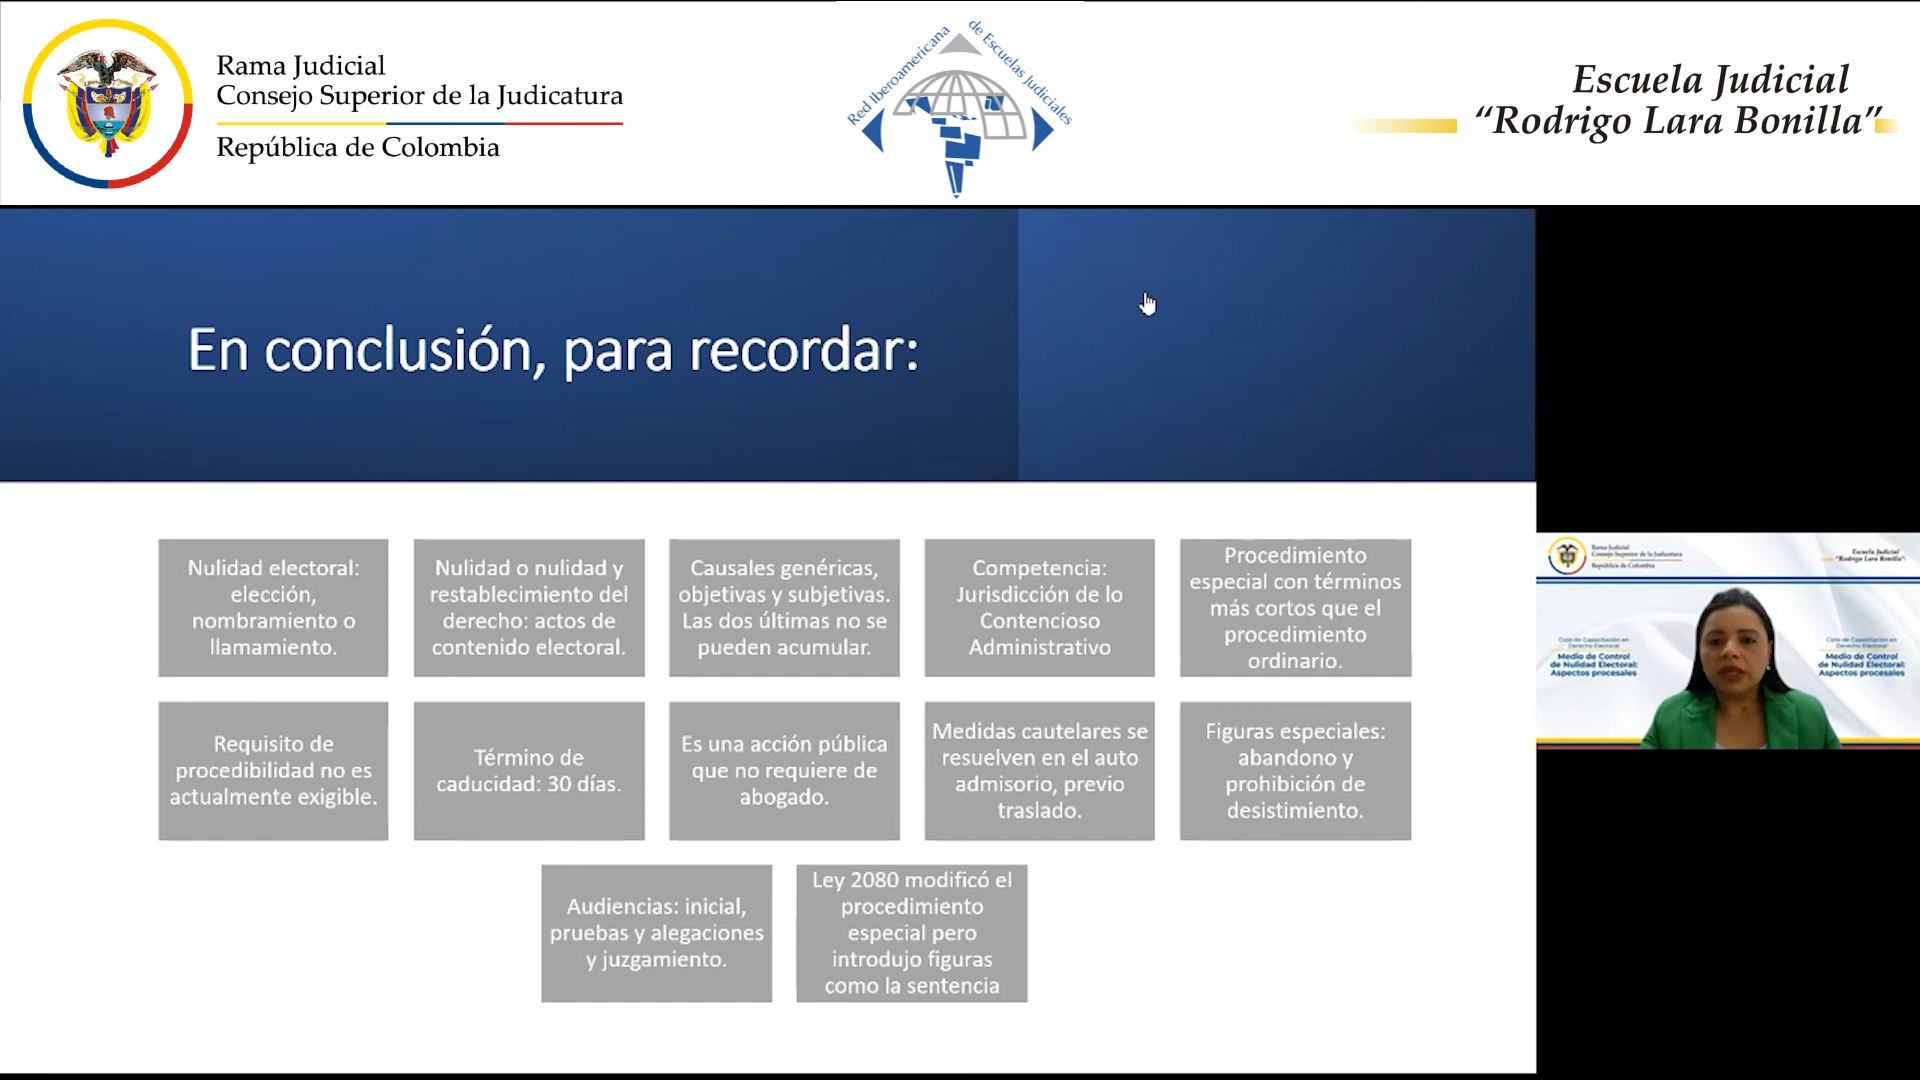 Rama Judicial
Consejo Superior de la Judicatura
República de Colombia
Red Iberoamericana
de Escuelas Judiciales
Escuela Judicial
“Rodrigo Lara Bonilla”
En conclusión, para recordar:
Nulidad electoral:
elección,
nombramiento o
llamamiento.
Nulidad o nulidad y
restablecimiento del
derecho: actos de
contenido electoral.
Causales genéricas,
objetivas y subjetivas.
Las dos últimas no se
pueden acumular.
Competencia:
Jurisdicción de lo
Contencioso
Administrativo
Procedimiento
especial con términos
más cortos que el
procedimiento
ordinario.
Requisito de
procedibilidad no es
actualmente exigible.
Término de
caducidad: 30 días.
Es una acción pública
que no requiere de
abogado.
Medidas cautelares se
resuelven en el auto
admisorio, previo
traslado.
Figuras especiales:
abandono y
prohibición de
desistimiento.
Audiencias: inicial,
pruebas y alegaciones
y juzgamiento.
Ley 2080 modificó el
procedimiento
especial pero
introdujo figuras
como la sentencia
Rama Judicial
Consejo Superior de la Judicatura
República de Colombia
Escuela Judicial
“Rodrigo Lara Bonilla”
Ciclo de Capacitación en
Derecho Electoral
Medio de Control
de Nulidad Electoral:
Aspectos procesales
Ciclo de Capacitación en
Derecho Electoral
Medio de Control
de Nulidad Electoral:
Aspectos procesales